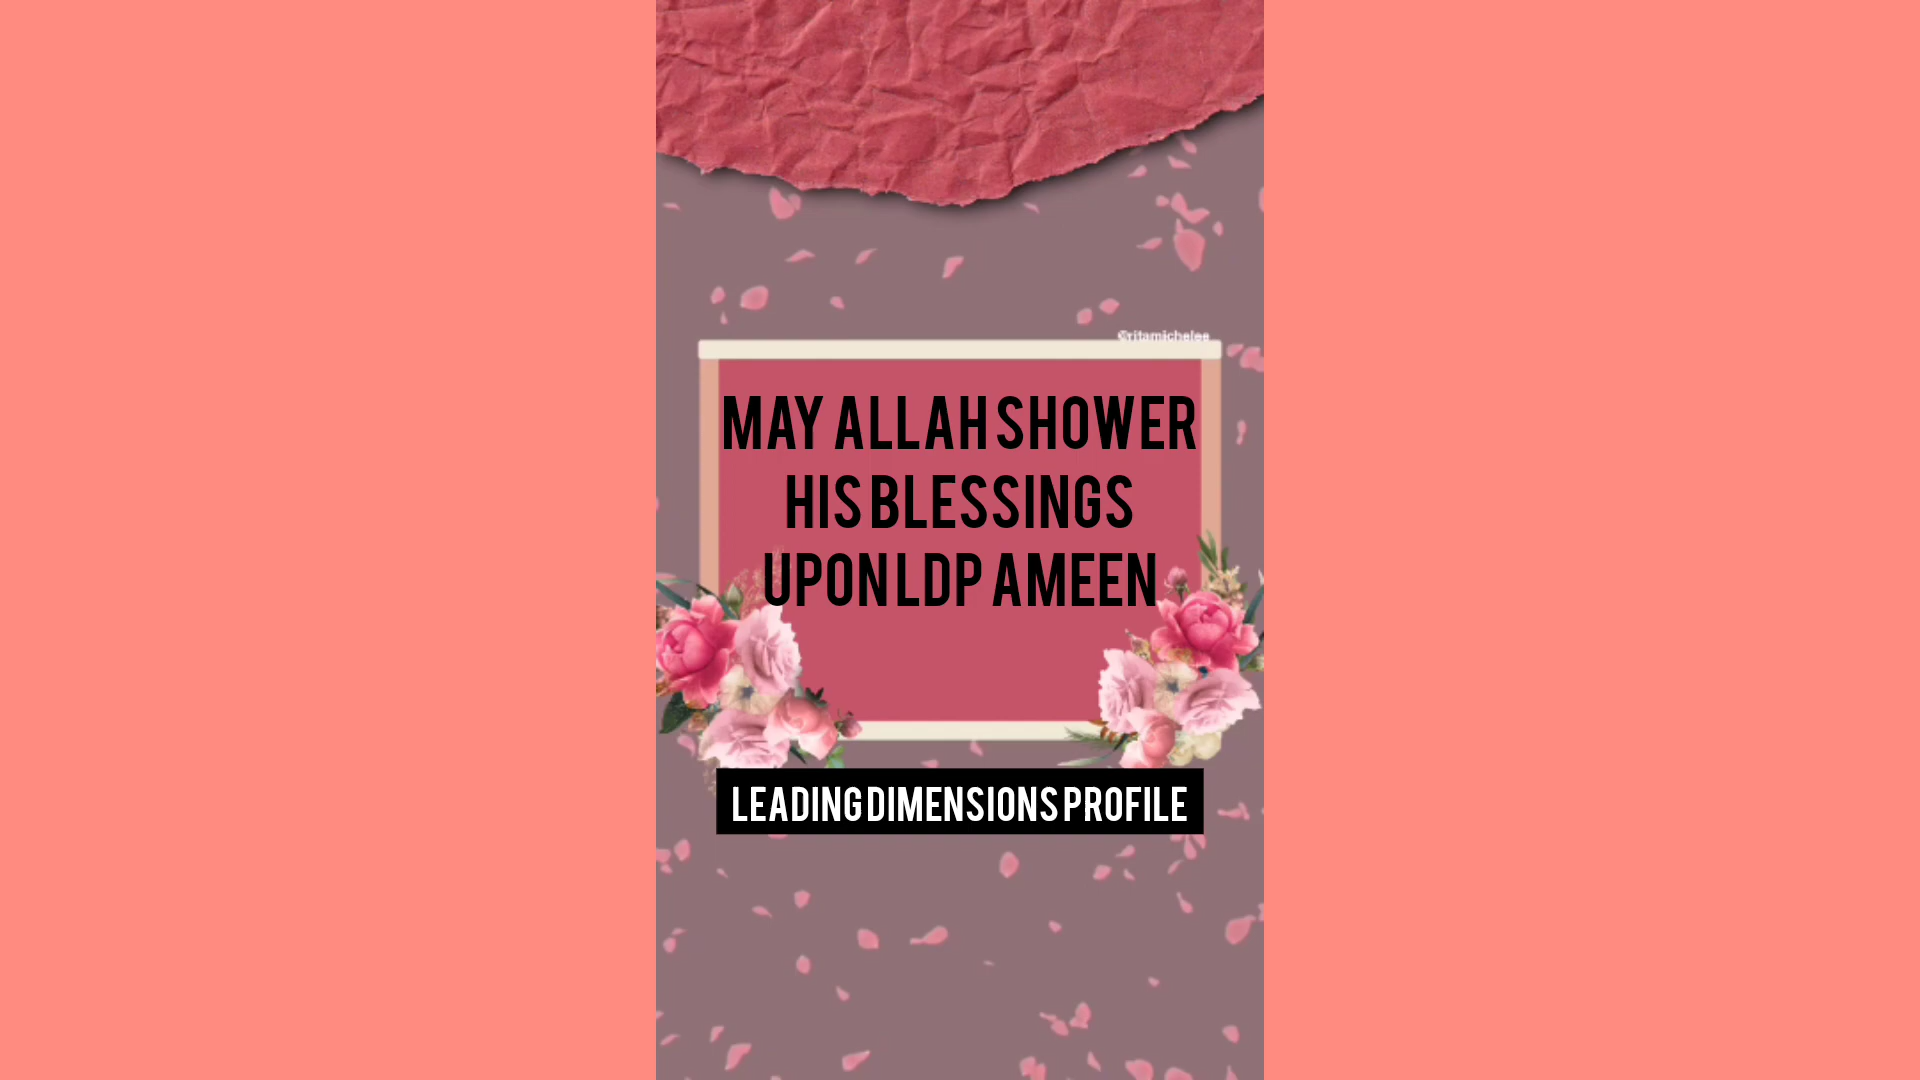 @ritamichelee
MAY ALLAH SHOWER
HIS BLESSINGS
UPON LDP AMEEN
LEADING DIMENSIONS PROFILE